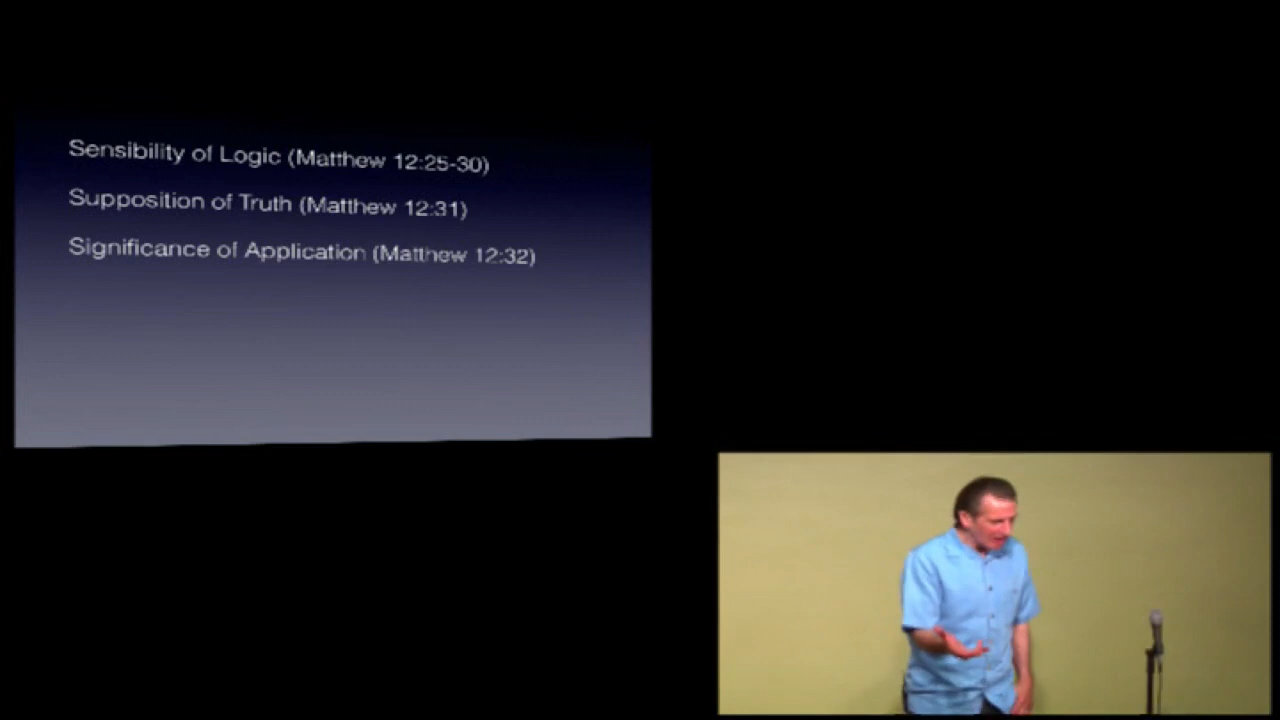 Sensibility of Logic (Matthew 12:25-30)
Supposition of Truth (Matthew 12:31)
Significance of Application (Matthew 12:32)